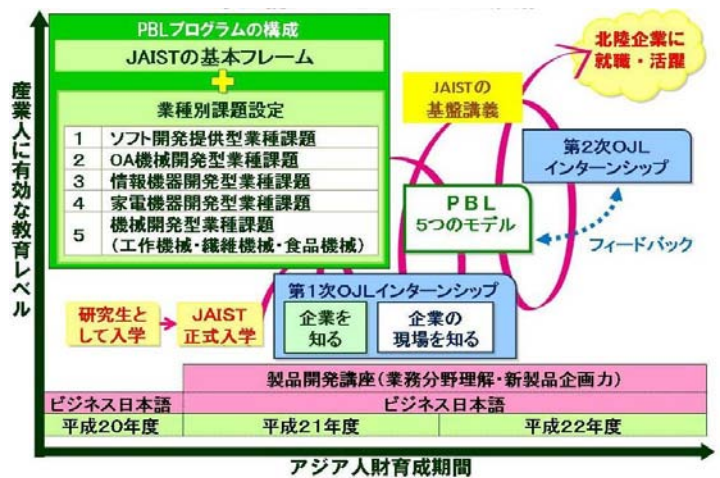 PBLプログラムの構成
JAISTの基本フレーム
業種別課題設定
1 ソフト開発提供型業種課題
2 OA機械開発型業種課題
3 情報機器開発型業種課題
4 家電機器開発型業種課題
5 機械開発型業種課題
(工作機械・繊維機械・食品機械)
産業人に有効な教育レベル
JAISTの
基盤講義
北陸企業に
就職・活躍
第2次OJL
インターンシップ
PBL
5つのモデル
フィードバック
第1次OJLインターンシップ
企業を
知る
企業の
現場を知る
研究生と
して入学
JAIST
正式入学
製品開発講座(業務分野理解・新製品企画力)
ビジネス日本語
ビジネス日本語
平成20年度
平成21年度
平成22年度
アジア人財育成期間